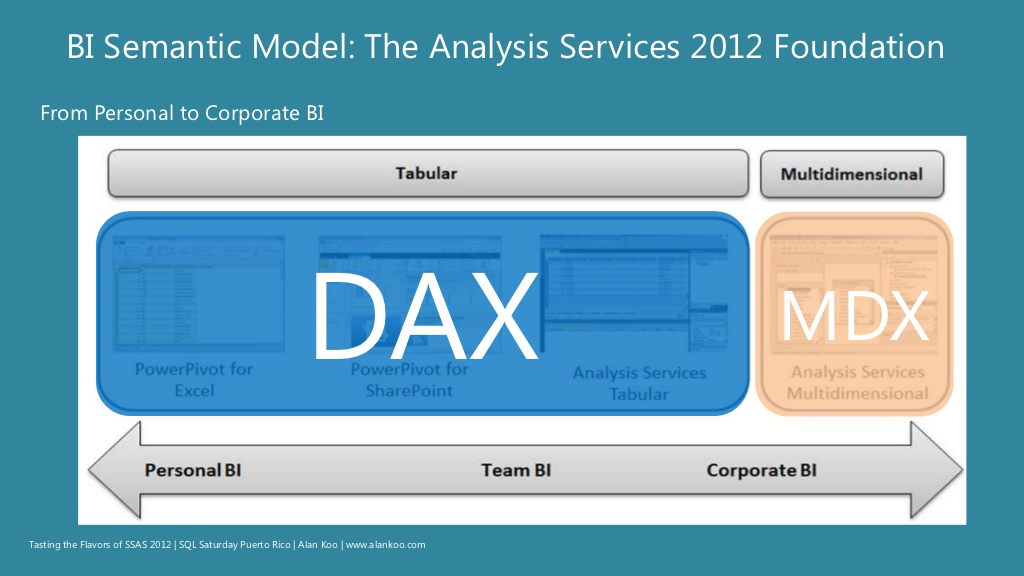 BI Semantic Model: The Analysis Services 2012 Foundation
From Personal to Corporate BI
Tabular
Multidimensional
DAX
MDX
PowerPivot for
Excel
PowerPivot for
SharePoint
Analysis Services
Tabular
Analysis Services
Multidimensional
Personal BI
Team BI
Corporate BI
Tasting the Flavors of SSAS 2012 | SQL Saturday Puerto Rico | Alan Koo | www.alankoo.com